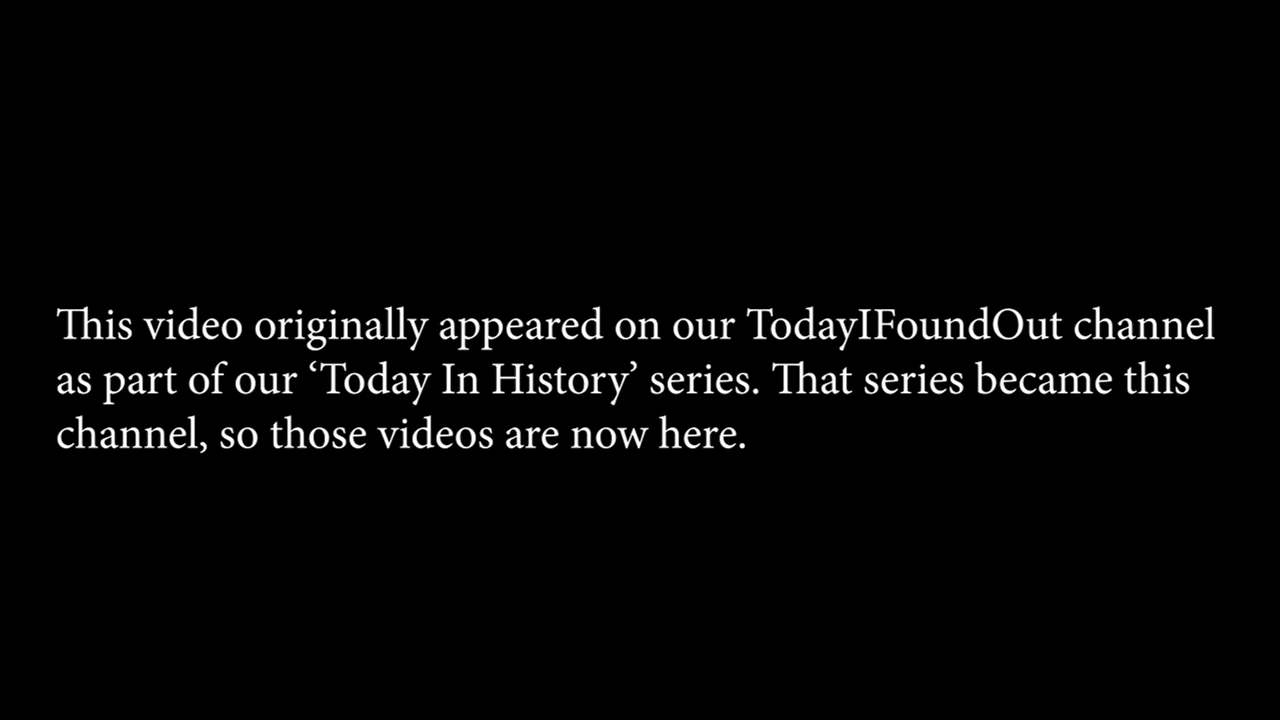 This video originally appeared on our TodayIFoundOut channel
as part of our ‘Today In History’ series. That series became this
channel, so those videos are now here.